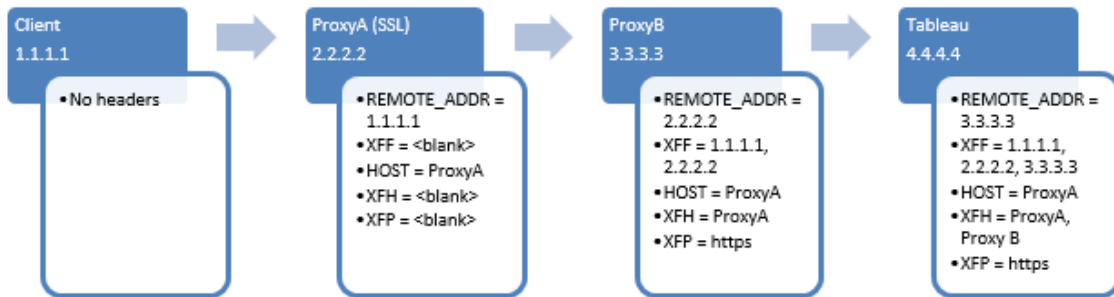 Client
1.1.1.1
•No headers
ProxyA (SSL)
2.2.2.2
•REMOTE_ADDR =
1.1.1.1
•XFF = <blank>
•HOST = ProxyA
•XFH = <blank>
•XFP = <blank>
ProxyB
3.3.3.3
•REMOTE_ADDR =
2.2.2.2
•XFF = 1.1.1.1,
2.2.2.2
•HOST = ProxyA
•XFH = ProxyA
•XFP = https
Tableau
4.4.4.4
•REMOTE_ADDR =
3.3.3.3
•XFF = 1.1.1.1,
2.2.2.2, 3.3.3.3
•HOST = ProxyA
•XFH = ProxyA,
Proxy B
•XFP = https